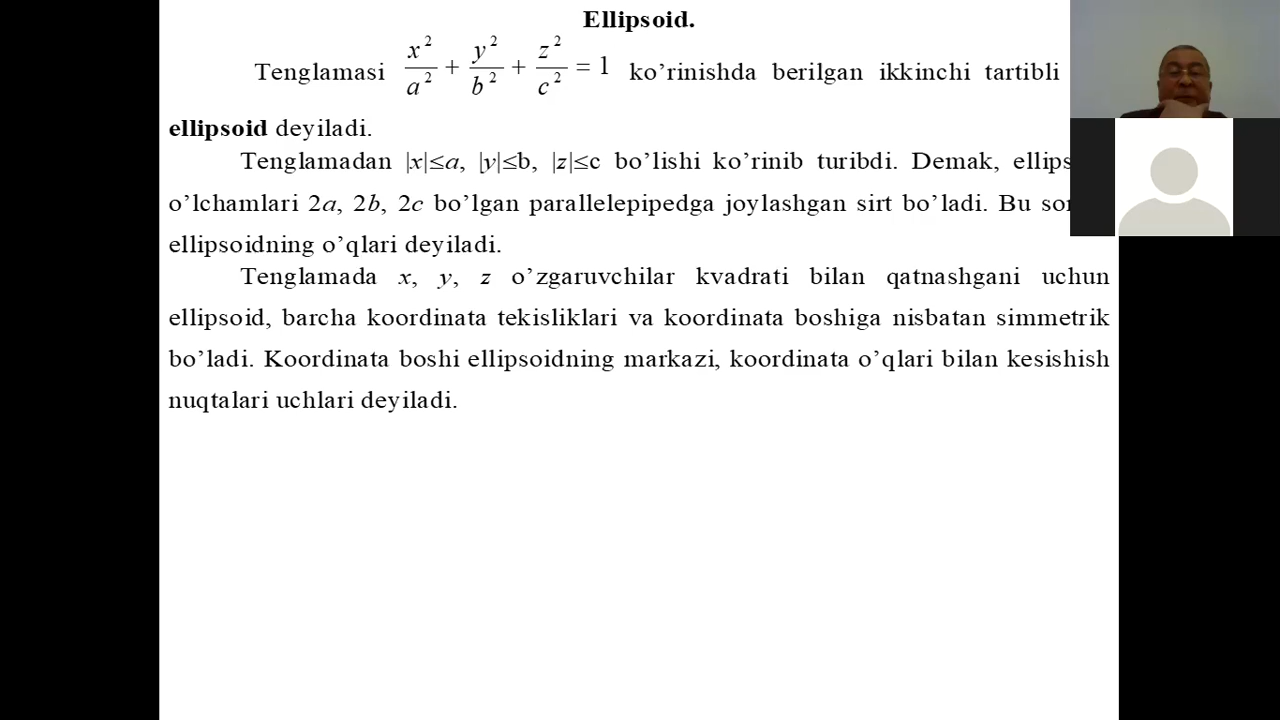 Ellipsoid.
Tenglamasi x²/a² + y²/b² + z²/c² = 1 ko’rinishda berilgan ikkinchi tartibli
ellipsoid deyiladi.
Tenglamadan |x|≤a, |y|≤b, |z|≤c bo’lishi ko’rinib turibdi. Demak,
o’lchamlari 2a, 2b, 2c bo’lgan parallelepipedga joylashgan sirt bo’ladi. Bu
ellipsoidning o’qlari deyiladi.
Tenglamada x, y, z o’zgaruvchilar kvadrati bilan qatnashgani uchun
ellipsoid, barcha koordinata tekisliklari va koordinata boshiga nisbatan simmetrik
bo’ladi. Koordinata boshi ellipsoidning markazi, koordinata o’qlari bilan kesishish
nuqtalari uchlari deyiladi.